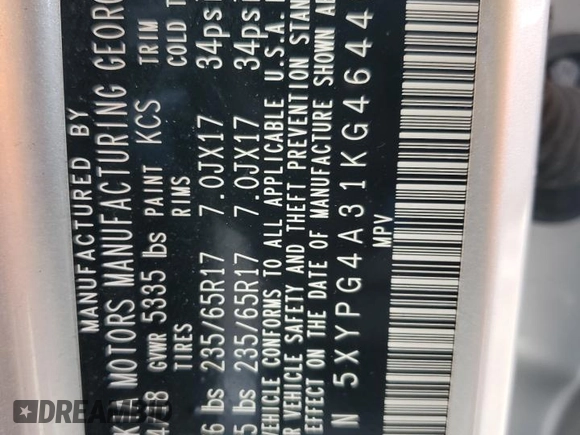 MANUFACTURED BY
MOTORS MANUFACTURING GEORG
GVWR 5335 lbs PAINT KCS TRIM
TIRES RIMS COLD T
lbs 235/65R17 7.0JX17 34psi
lbs 235/65R17 7.0JX17 34psi
VEHICLE CONFORMS TO ALL APPLICABLE U.S.A.
VEHICLE SAFETY AND THEFT PREVENTION STAN
EFFECT ON THE DATE OF MANUFACTURE SHOWN
N 5XYPG4A31KG4644
MPV
DREAMBID